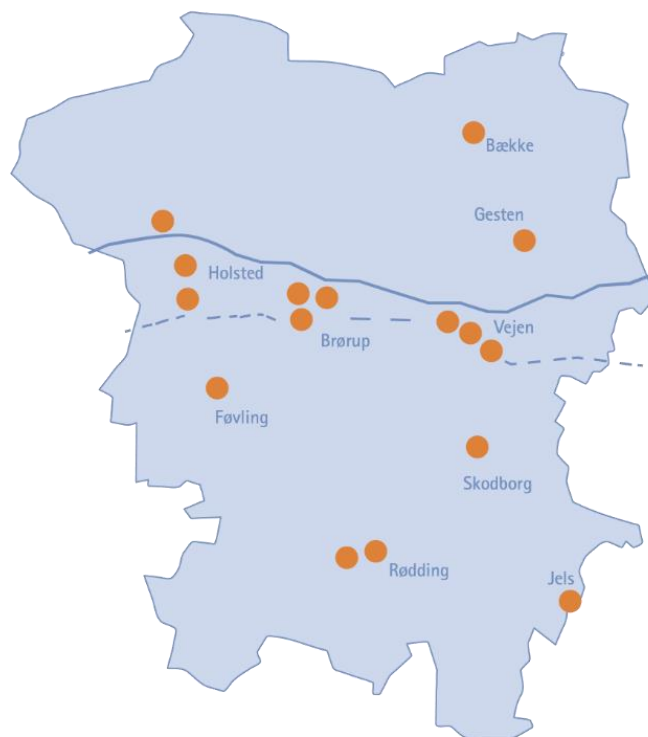 Bække
Gesten
Holsted
Vejen
Brørup
Føvling
Skodborg
Rødding
Jels